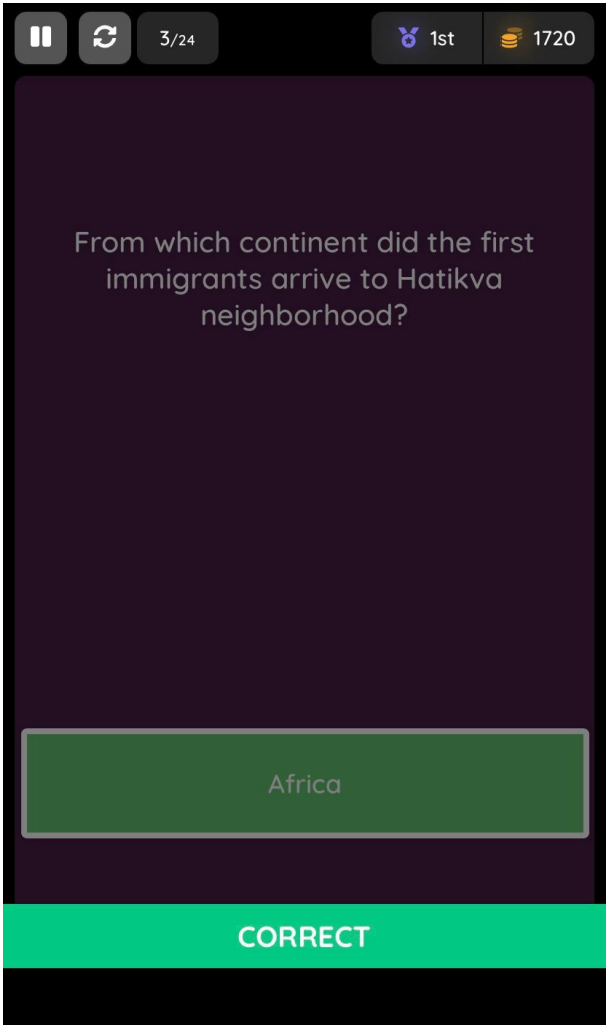 3/24
1st
1720
From which continent did the first
immigrants arrive to Hatikva
neighborhood?
Africa
CORRECT